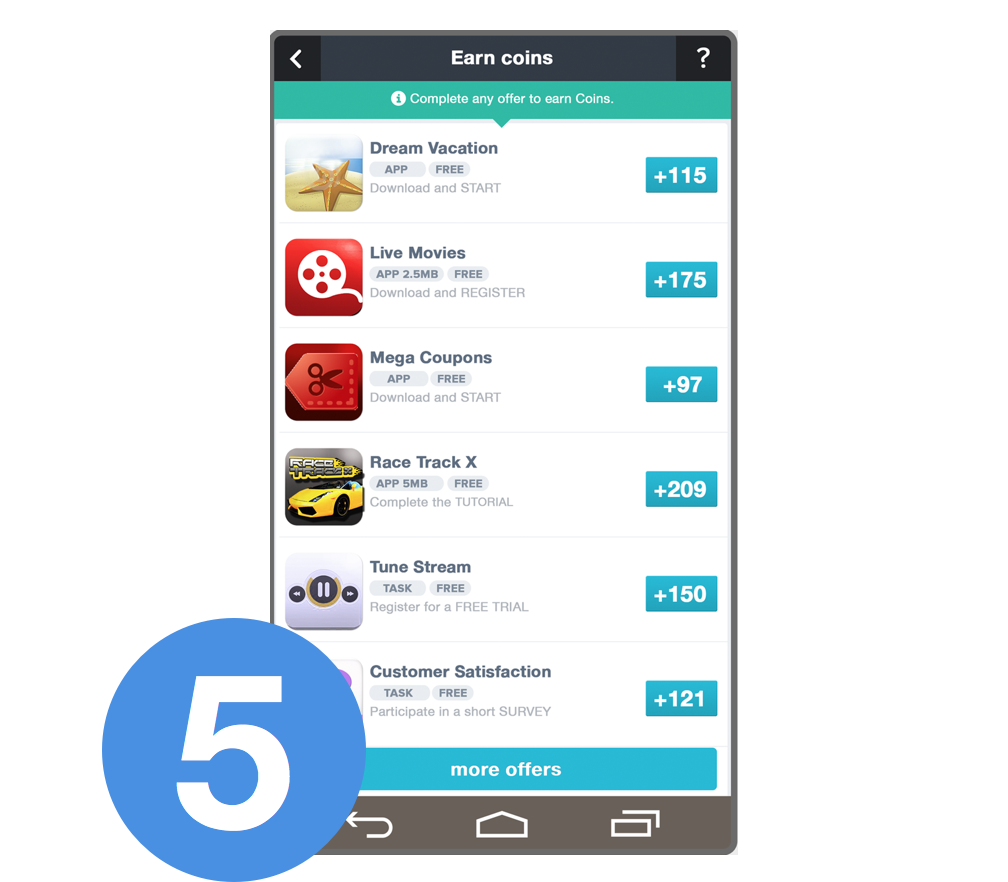 Earn coins
?
Complete any offer to earn Coins.
Dream Vacation
APP FREE
Download and START
+115
Live Movies
APP 2.5MB FREE
Download and REGISTER
+175
Mega Coupons
APP FREE
Download and START
+97
RACE
TRACK X
Race Track X
APP 5MB FREE
Complete the TUTORIAL
+209
Tune Stream
TASK FREE
Register for a FREE TRIAL
+150
Customer Satisfaction
TASK FREE
Participate in a short SURVEY
+121
more offers
5